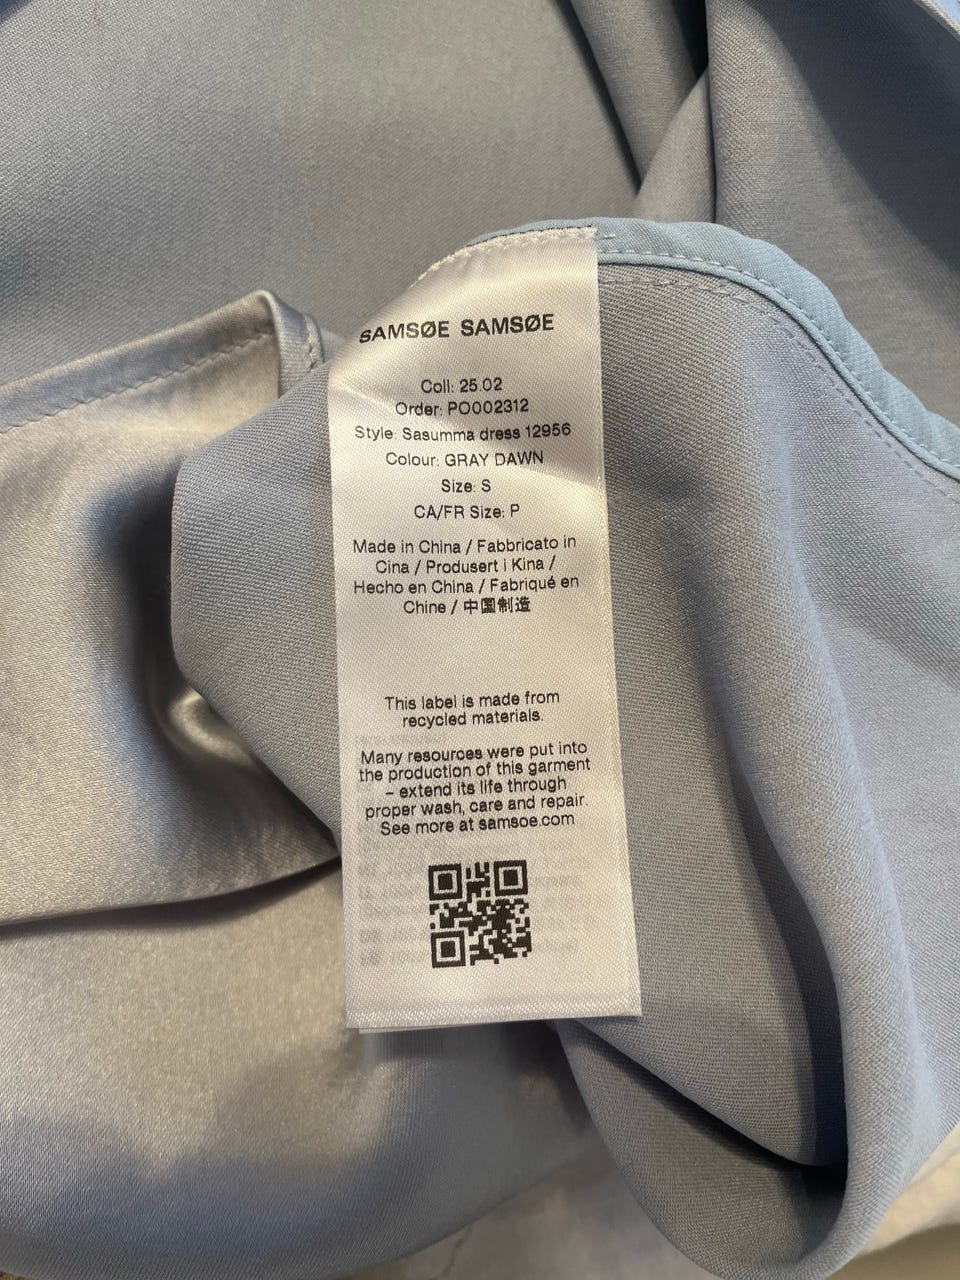 SAMSØE SAMSØE
Coll: 25.02
Order: PO002312
Style: Sasumma dress 12956
Colour: GRAY DAWN
Size: S
CA/FR Size: P
Made in China / Fabbricato in
Cina / Produsert i Kina /
Hecho en China / Fabriqué en
Chine / 中国制造
This label is made from
recycled materials.
Many resources were put into
the production of this garment
– extend its life through
proper wash, care and repair.
See more at samsoe.com